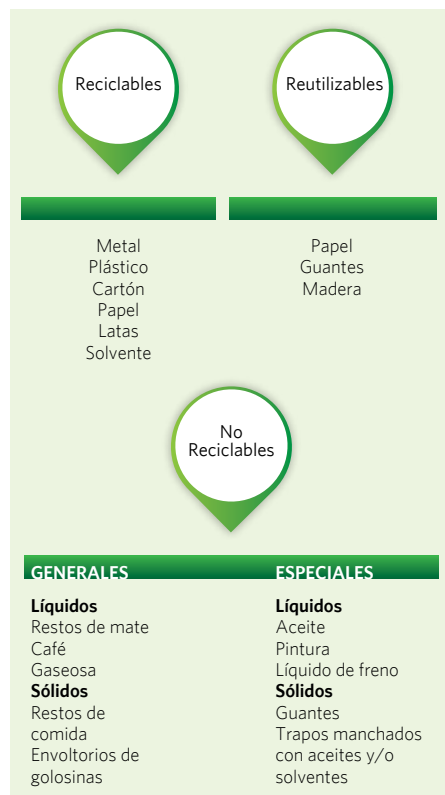 Reciclables
Reutilizables
Metal
Plástico
Cartón
Papel
Latas
Solvente
Papel
Guantes
Madera
No
Reciclables
GENERALES
Líquidos
Restos de mate
Café
Gaseosa
Sólidos
Restos de
comida
Envoltorios de
golosinas
ESPECIALES
Líquidos
Aceite
Pintura
Líquido de freno
Sólidos
Guantes
Trapos manchados
con aceites y/o
solventes